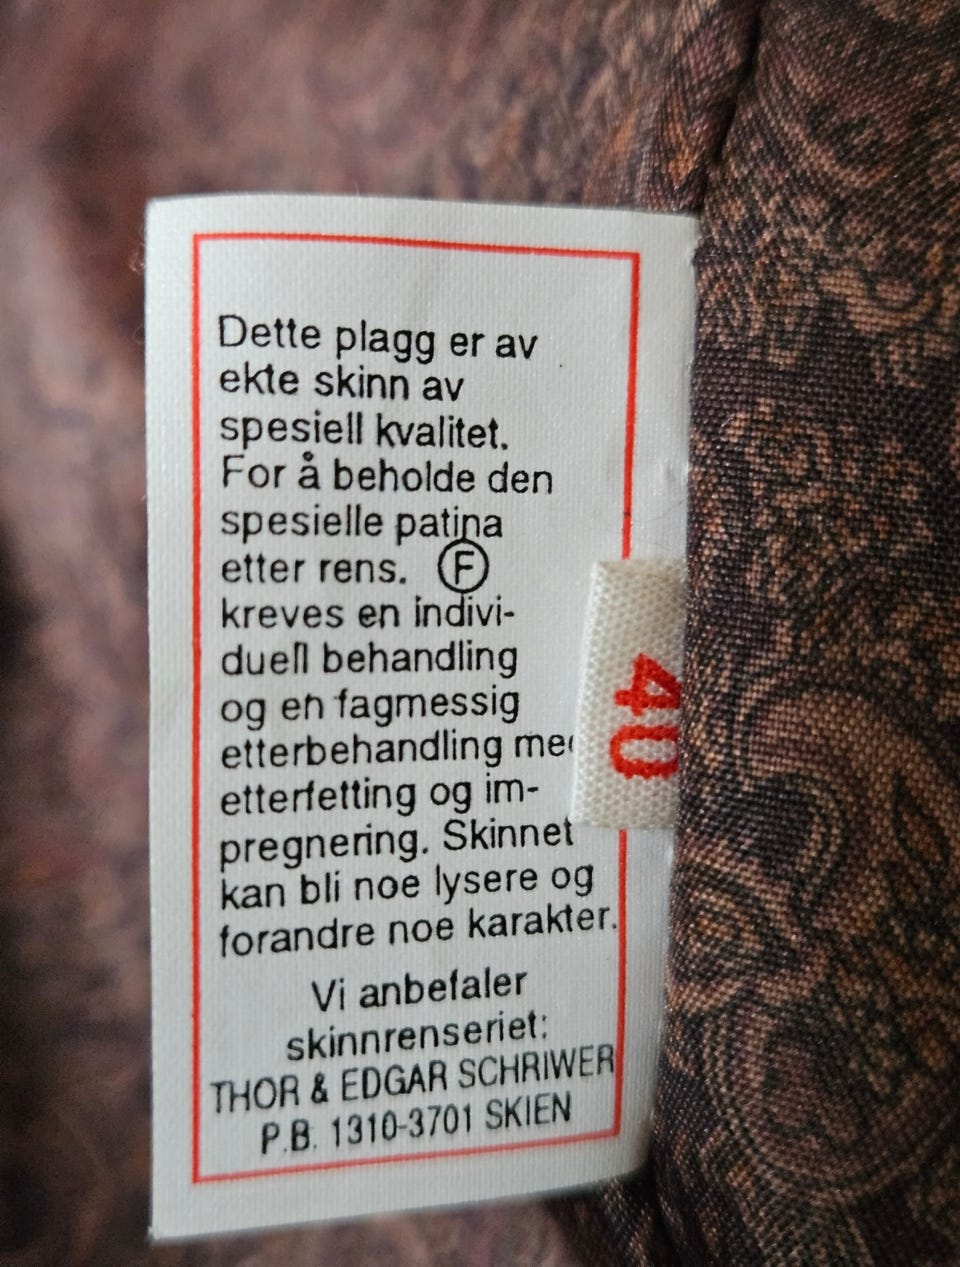 Dette plagg er av
ekte skinn av
spesiell kvalitet.
For å beholde den
spesielle patina
etter rens. Ⓕ
kreves en indivi-
duell behandling
og en fagmessig
etterbehandling
etterfetting og im-
pregnering. Skinnet
kan bli noe lysere og
forandre noe karakter.
Vi anbefaler
skinnrenseriet:
THOR & EDGAR SCHRIWER
P.B. 1310-3701 SKIEN
40